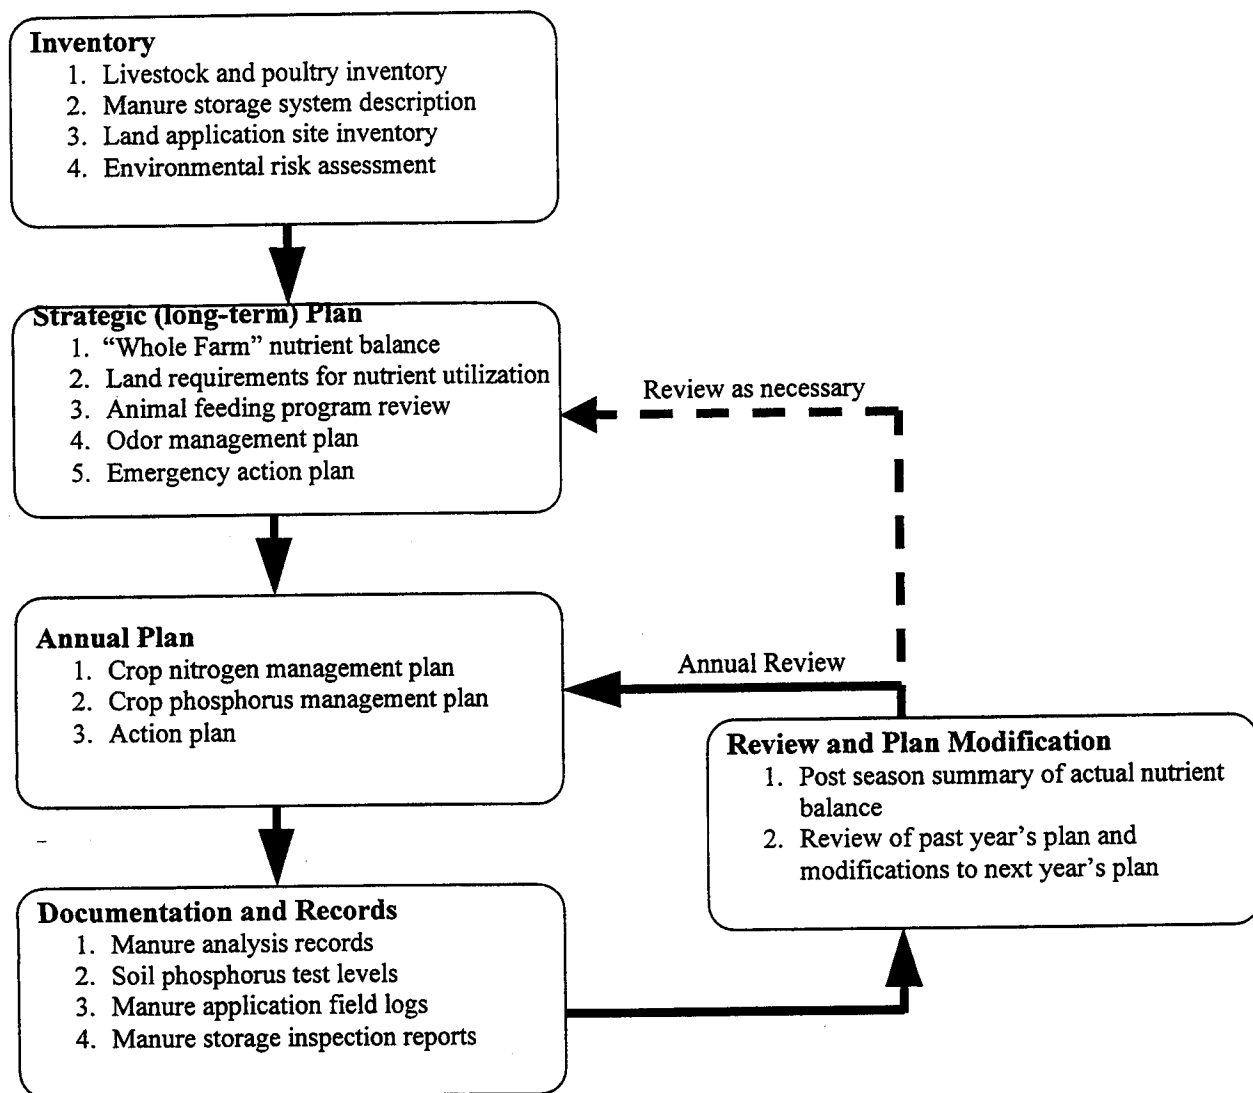 Inventory
1. Livestock and poultry inventory
2. Manure storage system description
3. Land application site inventory
4. Environmental risk assessment
Strategic (long-term) Plan
1. “Whole Farm” nutrient balance
2. Land requirements for nutrient utilization
3. Animal feeding program review
4. Odor management plan
5. Emergency action plan
Review as necessary
Annual Plan
1. Crop nitrogen management plan
2. Crop phosphorus management plan
3. Action plan
Annual Review
Review and Plan Modification
1. Post season summary of actual nutrient
balance
2. Review of past year’s plan and
modifications to next year’s plan
Documentation and Records
1. Manure analysis records
2. Soil phosphorus test levels
3. Manure application field logs
4. Manure storage inspection reports